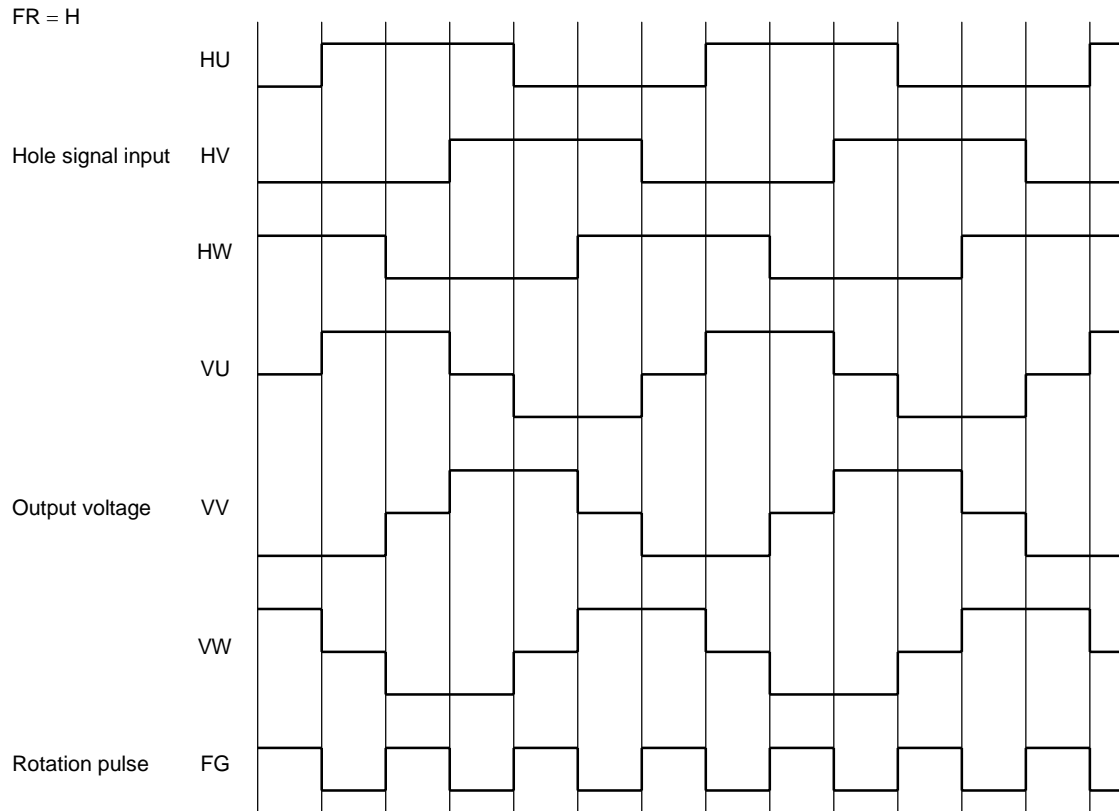 FR = H
HU
Hole signal input HV
HW
VU
Output voltage VV
VW
Rotation pulse FG